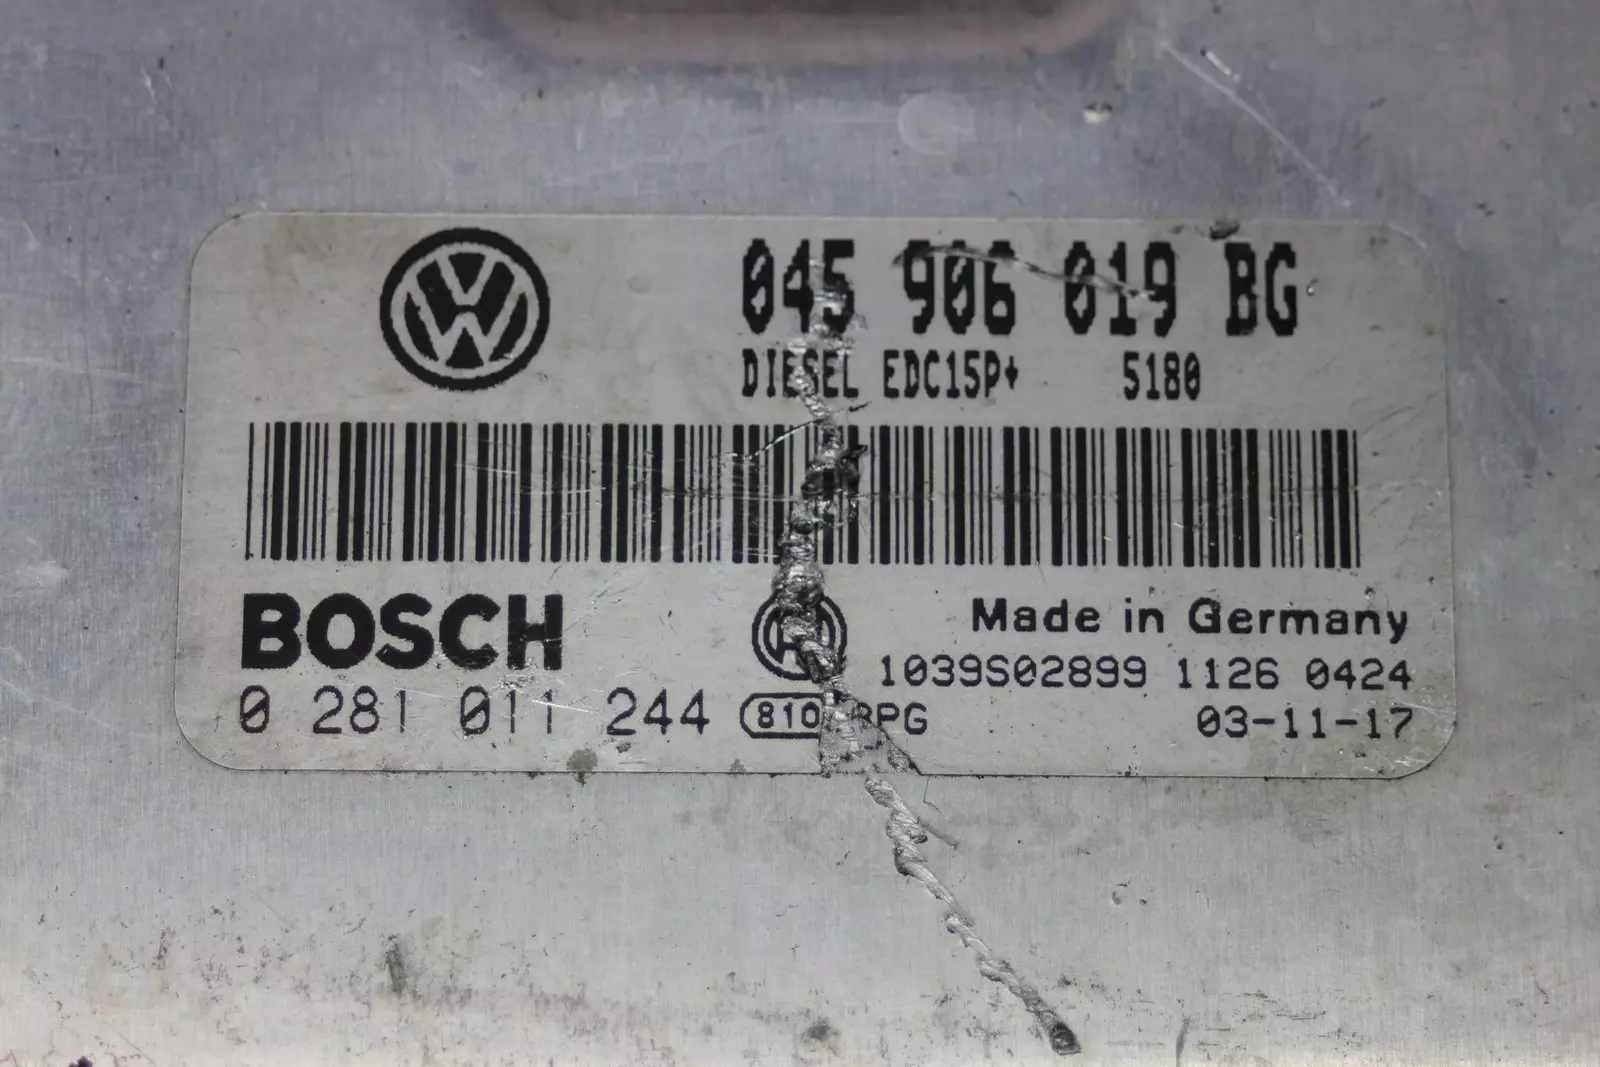 045 906 019 BG
DIESEL EDC15P+ 5180
BOSCH
Made in Germany
1039S02899 1126 0424
0 281 011 244 810
03-11-17